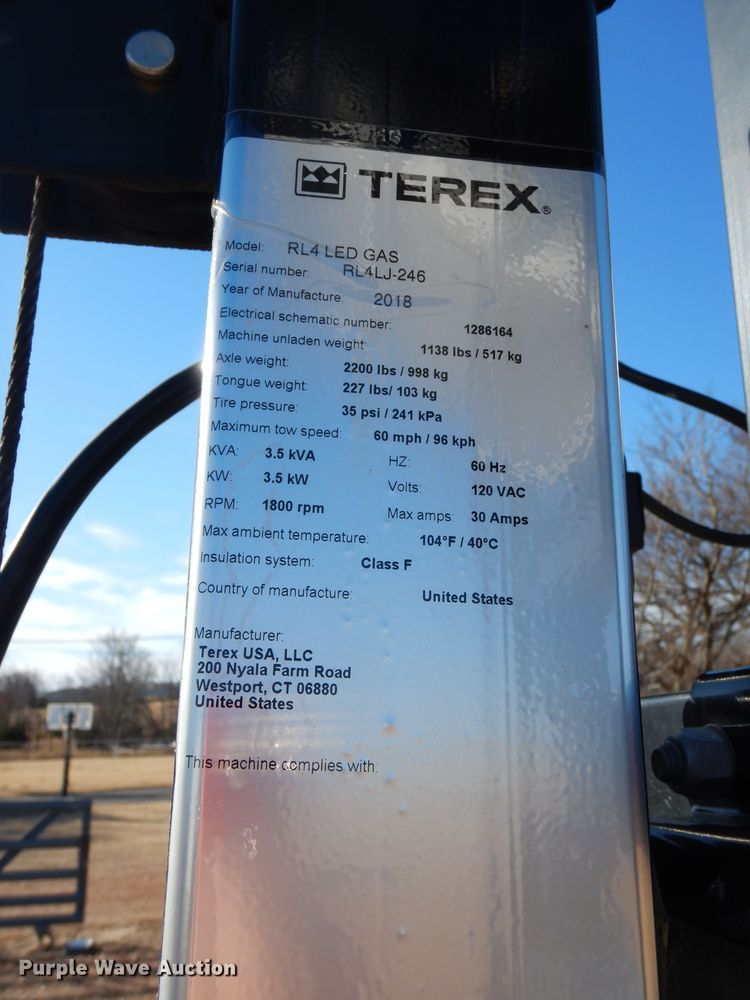 TEREX®
Model: RL4 LED GAS
Serial number: RL4LJ-246
Year of Manufacture: 2018
Electrical schematic number: 1286164
Machine unladen weight: 1138 lbs / 517 kg
Axle weight: 2200 lbs / 998 kg
Tongue weight: 227 lbs/ 103 kg
Tire pressure: 35 psi / 241 kPa
Maximum tow speed: 60 mph / 96 kph
KVA: 3.5 kVA HZ: 60 Hz
KW: 3.5 kW Volts: 120 VAC
RPM: 1800 rpm Max amps: 30 Amps
Max ambient temperature: 104°F / 40°C
Insulation system: Class F
Country of manufacture: United States
Manufacturer:
Terex USA, LLC
200 Nyala Farm Road
Westport, CT 06880
United States
This machine complies with:
Purple Wave Auction